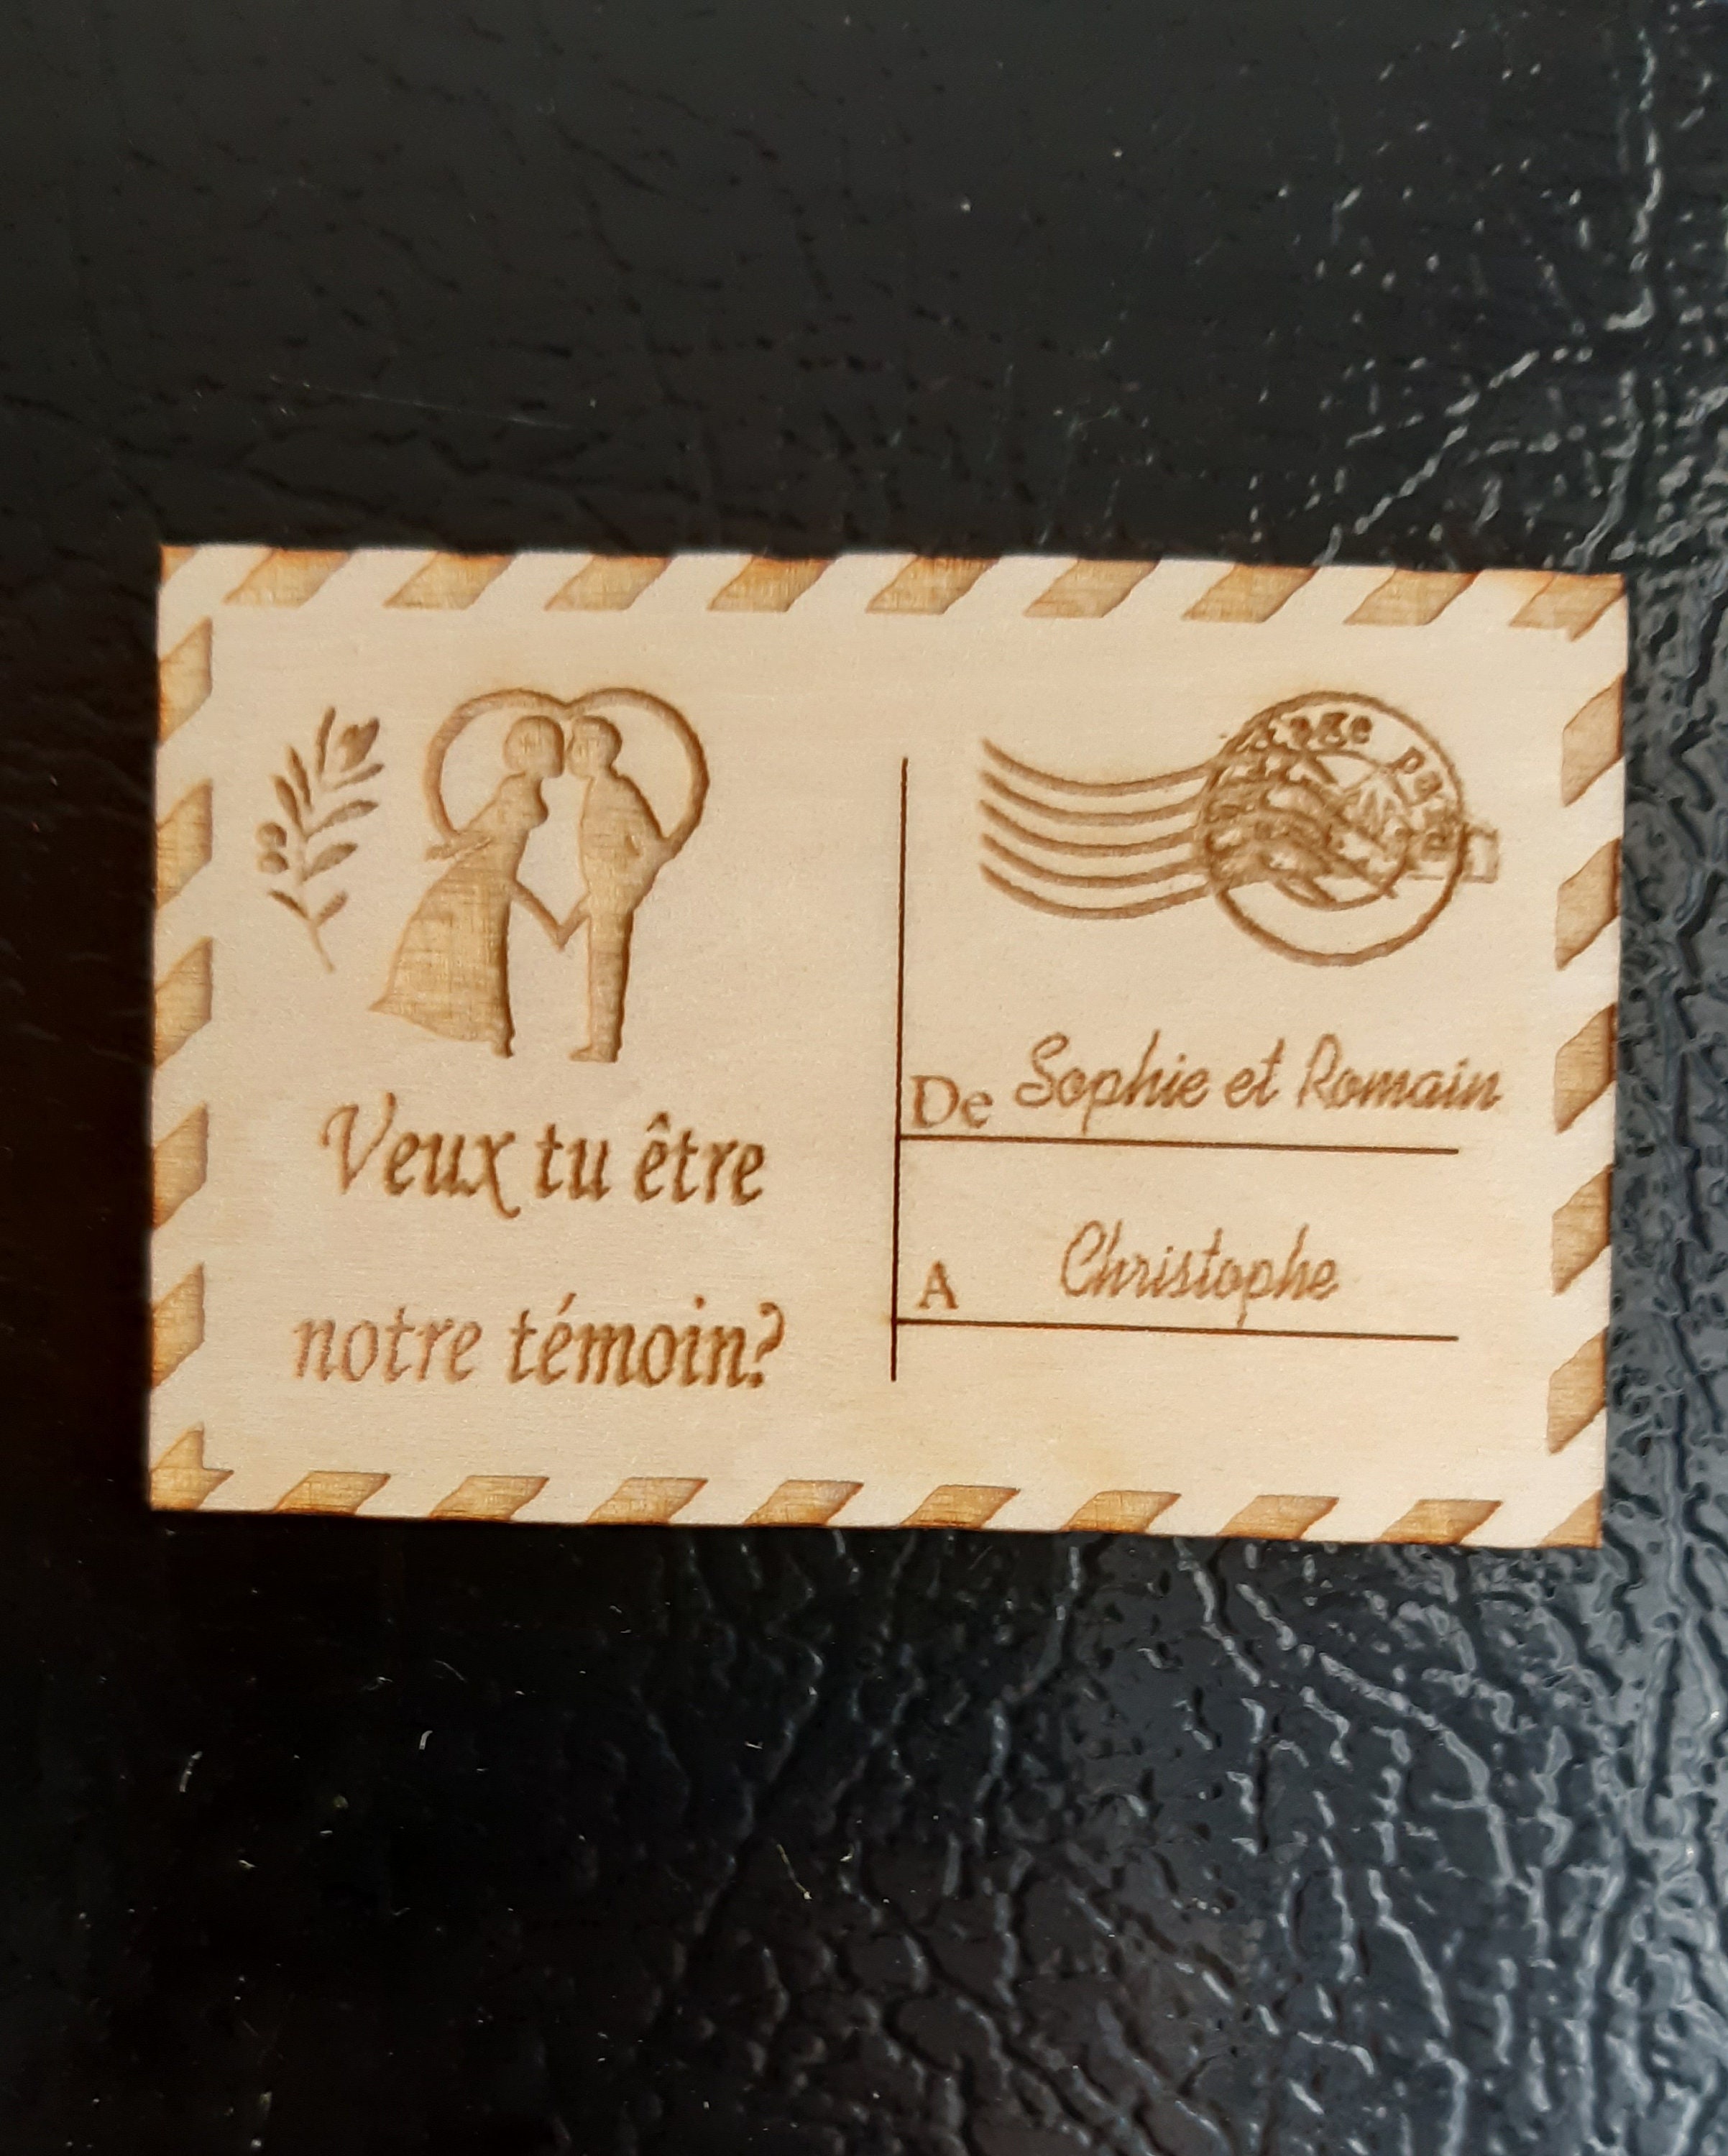 Veux tu être
notre témoin?
De Sophie et Romain
A Christophe